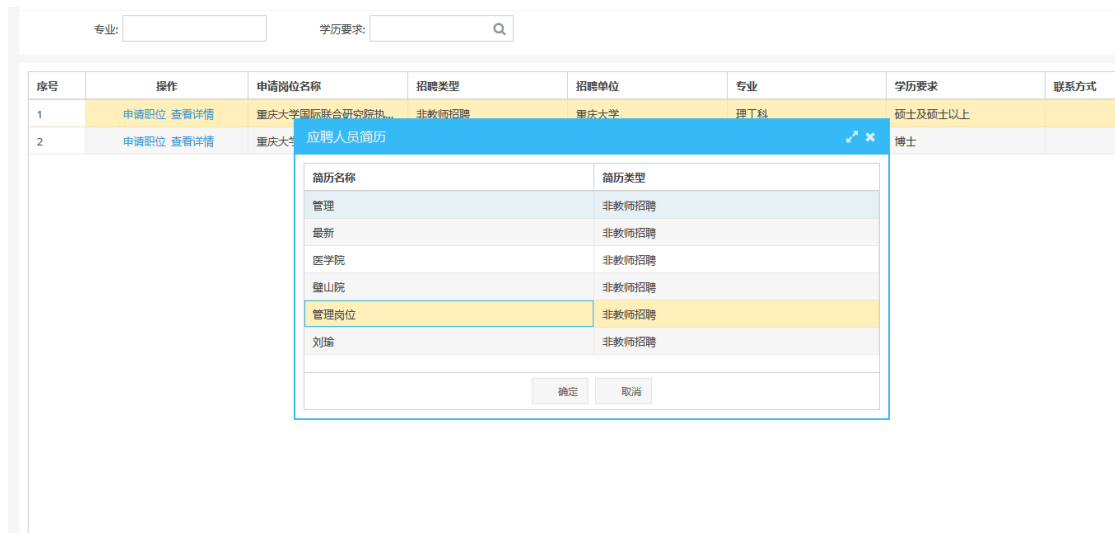 专业: 学历要求:
序号 操作 申请岗位名称 招聘类型 招聘单位 专业 学历要求 联系方式
1 申请职位 查看详情 重庆大学国际联合研究院执... 非教师招聘 重庆大学 理工科 硕士及硕士以上
2 申请职位 查看详情 重庆大学 博士
应聘人员简历
简历名称 简历类型
管理 非教师招聘
最新 非教师招聘
医学院 非教师招聘
璧山院 非教师招聘
管理岗位 非教师招聘
刘瑜 非教师招聘
确定 取消